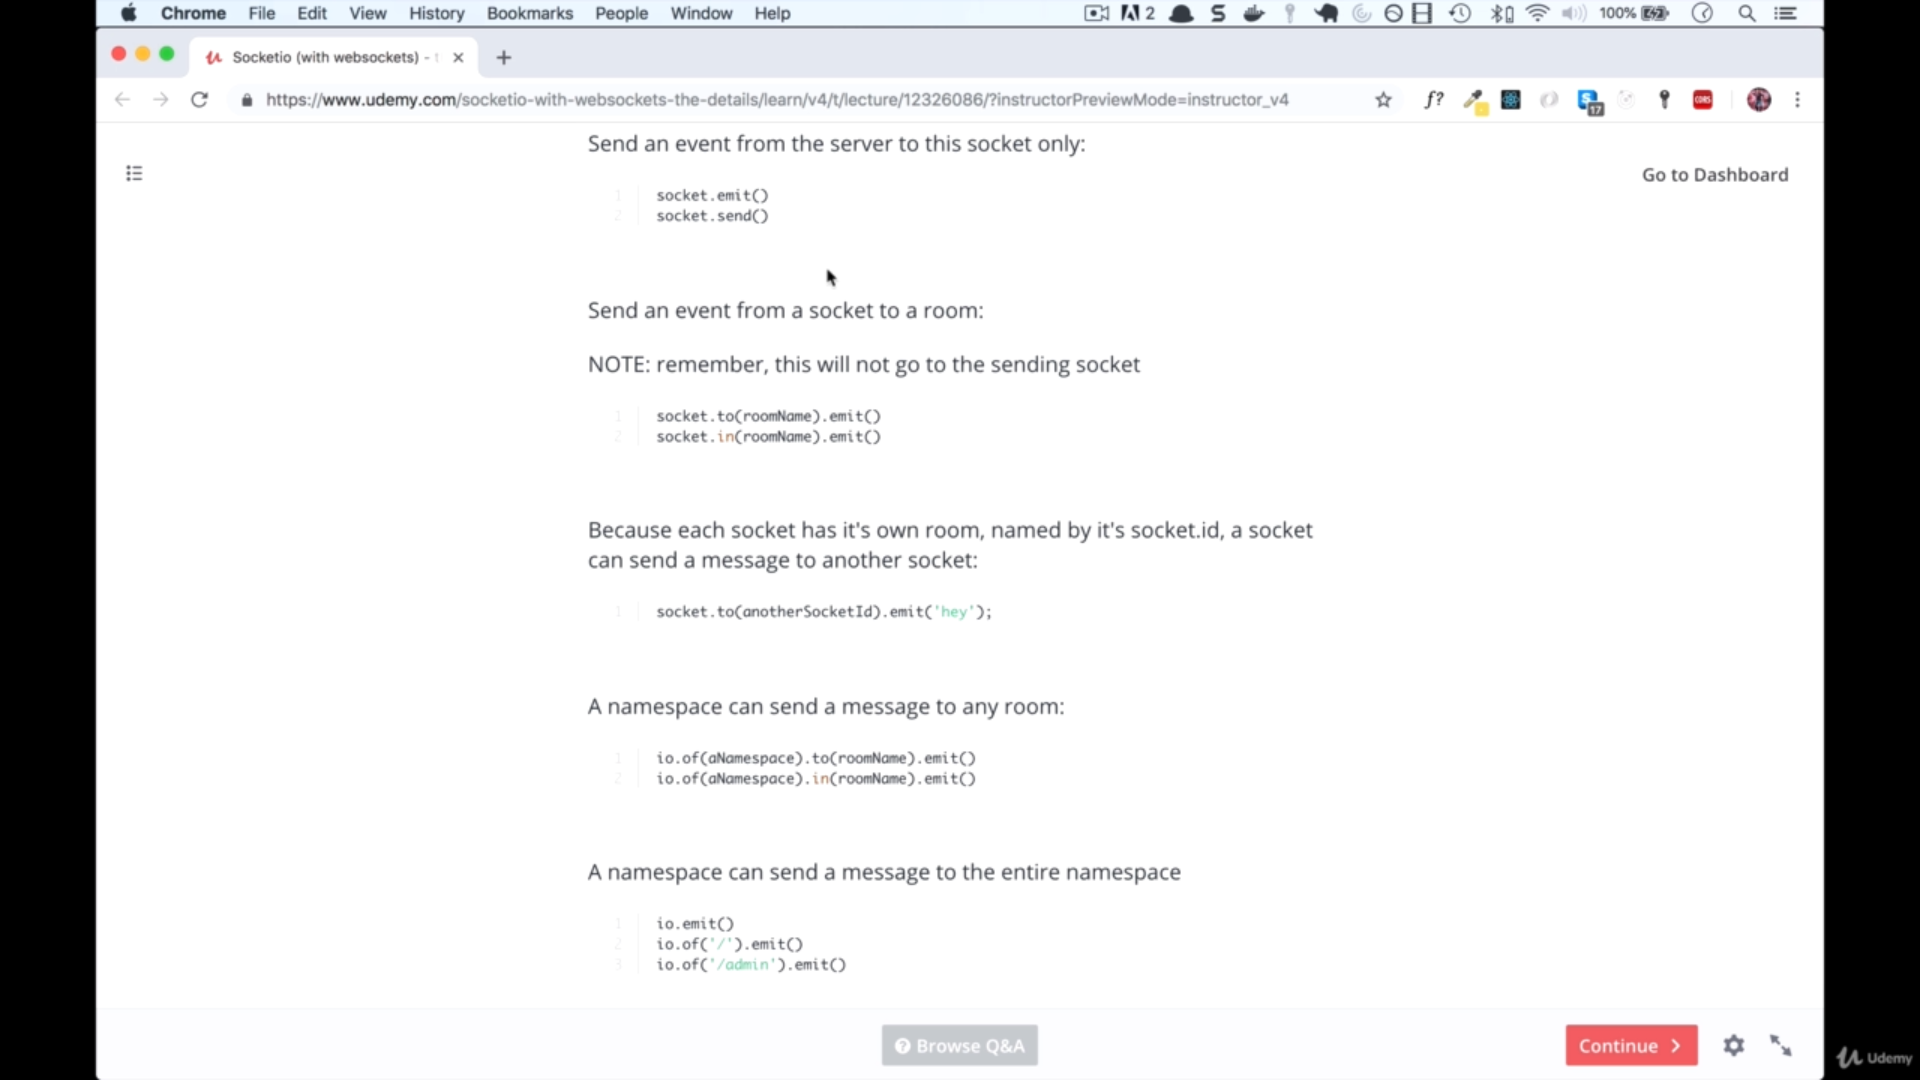 Chrome File Edit View History Bookmarks People Window Help 2 100%
Socketio (with websockets) - t
https://www.udemy.com/socketio-with-websockets-the-details/learn/v4/t/lecture/12326086/?instructorPreviewMode=instructor_v4 f? 17 CORS
Send an event from the server to this socket only:
Go to Dashboard
1 socket.emit()
2 socket.send()
Send an event from a socket to a room:
NOTE: remember, this will not go to the sending socket
1 socket.to(roomName).emit()
2 socket.in(roomName).emit()
Because each socket has it's own room, named by it's socket.id, a socket
can send a message to another socket:
1 socket.to(anotherSocketId).emit('hey');
A namespace can send a message to any room:
1 io.of(aNamespace).to(roomName).emit()
2 io.of(aNamespace).in(roomName).emit()
A namespace can send a message to the entire namespace
1 io.emit()
2 io.of('/').emit()
3 io.of('/admin').emit()
Browse Q&A
Continue
Udemy